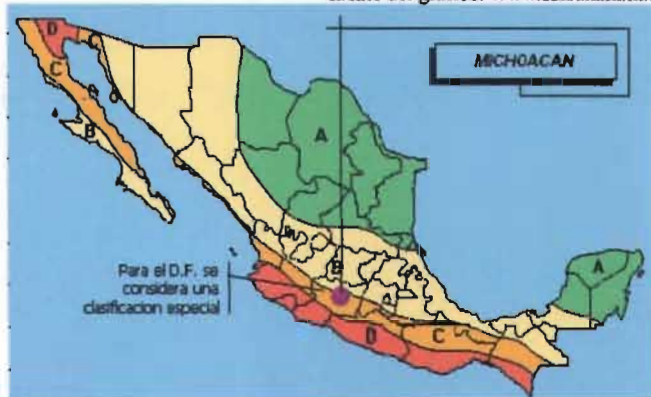 MICHOACAN
D
C
C
A
B
A
Para el D.F. se
considera una
clasificacion especial
B
D
C